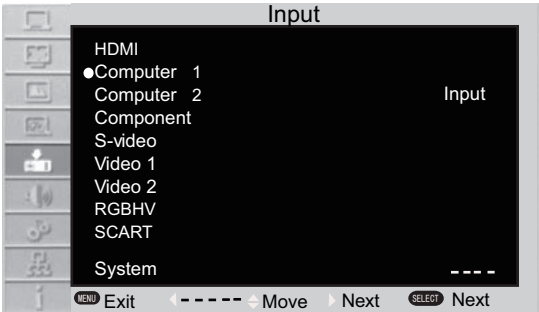 Input
HDMI
Computer 1
Computer 2 Input
Component
S-video
Video 1
Video 2
RGBHV
SCART
System ----
MENU Exit ----- Move Next SELECT Next